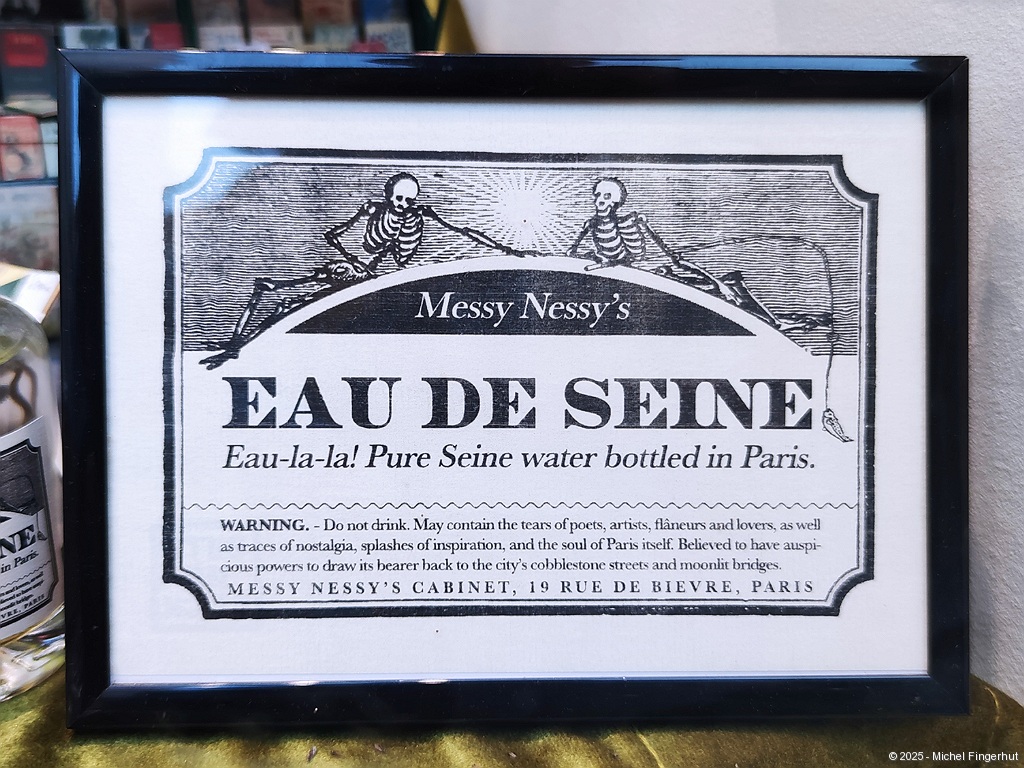 Messy Nessy's
EAU DE SEINE
Eau-la-la! Pure Seine water bottled in Paris.
WARNING. - Do not drink. May contain the tears of poets, artists, flâneurs and lovers, as well
as traces of nostalgia, splashes of inspiration, and the soul of Paris itself. Believed to have auspi-
cious powers to draw its bearer back to the city's cobblestone streets and moonlit bridges.
MESSY NESSY'S CABINET, 19 RUE DE BIEVRE, PARIS
NE
in Paris.
© 2025 - Michel Fingerhut